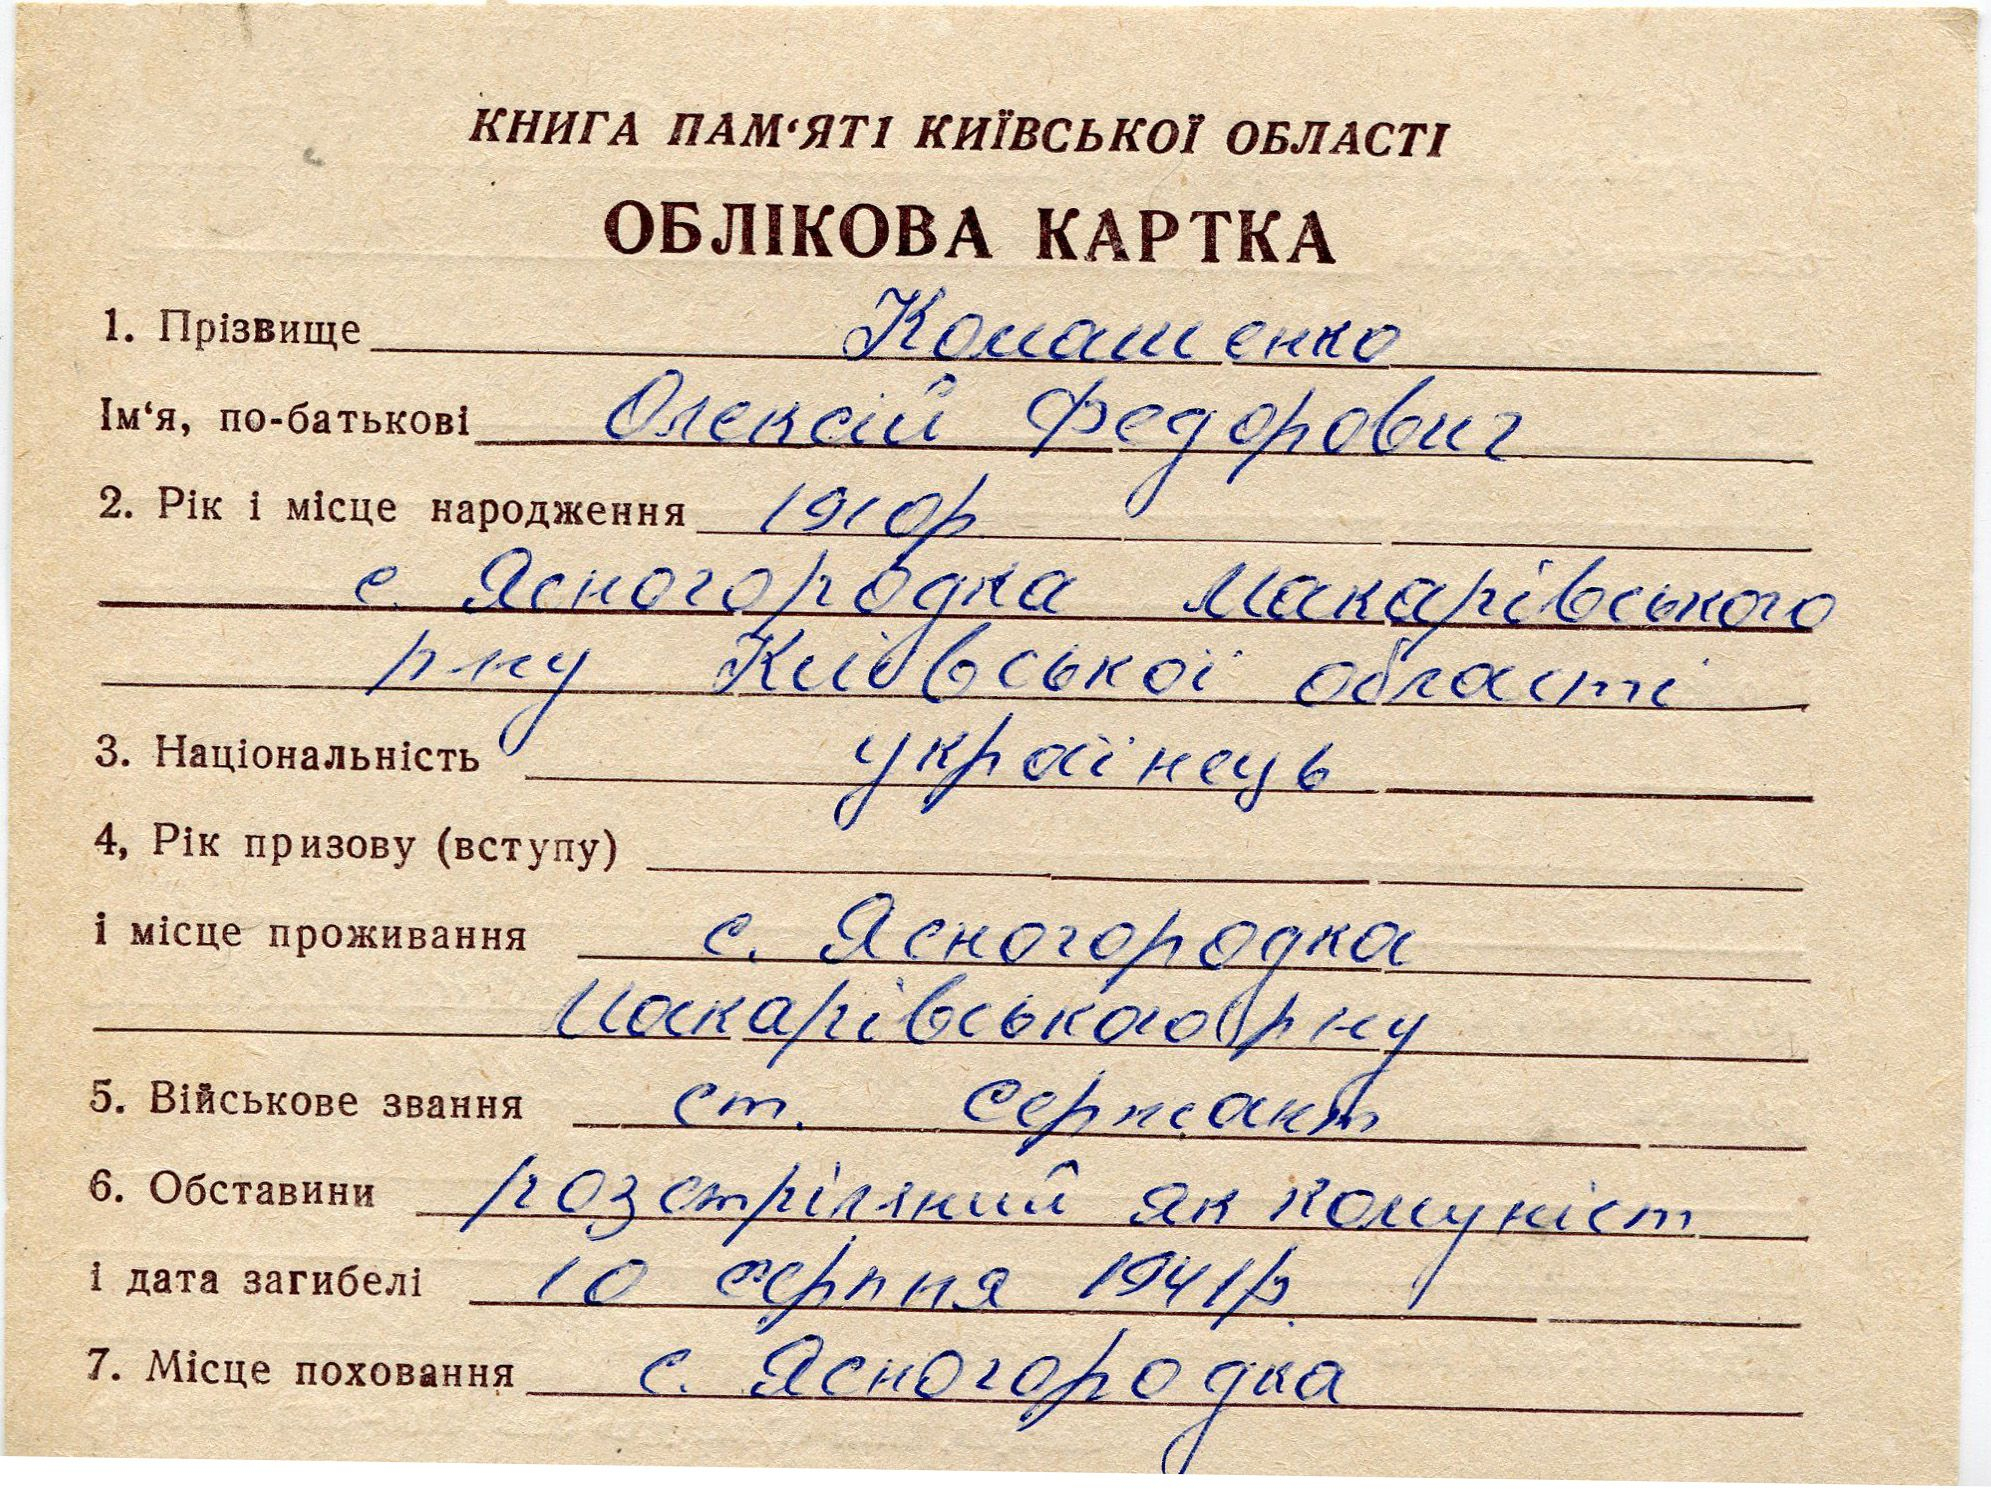 КНИГА ПАМ‘ЯТІ КИЇВСЬКОЇ ОБЛАСТІ
ОБЛІКОВА КАРТКА
1. Прізвище Комашенко
Ім‘я, по-батькові Олексій Федорович
2. Рік і місце народження 1910р.
с. Ясногородка Макарівського
р-ну Київської області
3. Національність українець
4, Рік призову (вступу)
і місце проживання с. Ясногородка
Макарівського р-ну
5. Військове звання ст. сержант
6. Обставини розстріляний як комуніст
і дата загибелі 10 серпня 1941р.
7. Місце поховання с. Ясногородка